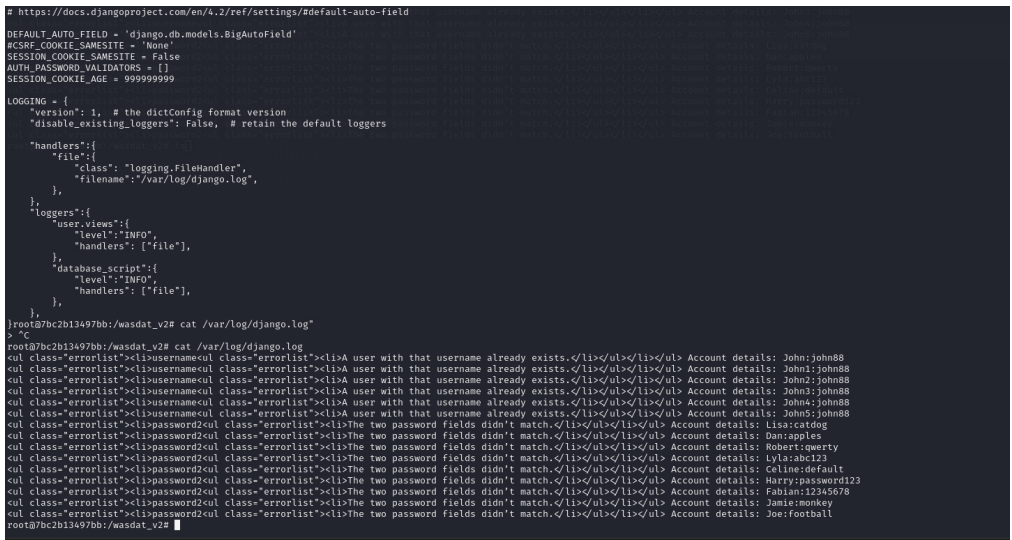 # https://docs.djangoproject.com/en/4.2/ref/settings/#default-auto-field
DEFAULT_AUTO_FIELD = 'django.db.models.BigAutoField'
#CSRF_COOKIE_SAMESITE = 'None'
SESSION_COOKIE_SAMESITE = False
AUTH_PASSWORD_VALIDATORS = []
SESSION_COOKIE_AGE = 999999999
LOGGING = {
    "version": 1,  # the dictConfig format version
    "disable_existing_loggers": False,  # retain the default loggers
    "handlers":{
        "file":{
            "class": "logging.FileHandler",
            "filename":"/var/log/django.log",
        },
    },
    "loggers":{
        "user.views":{
            "level":"INFO",
            "handlers": ["file"],
        },
        "database_script":{
            "level":"INFO",
            "handlers": ["file"],
        },
    },
}root@7bc2b13497bb:/wasdat_v2# cat /var/log/django.log"
> ^C
root@7bc2b13497bb:/wasdat_v2# cat /var/log/django.log
<ul class="errorlist"><li>username<ul class="errorlist"><li>A user with that username already exists.</li></ul></li></ul> Account details: John:john88
<ul class="errorlist"><li>username<ul class="errorlist"><li>A user with that username already exists.</li></ul></li></ul> Account details: John1:john88
<ul class="errorlist"><li>username<ul class="errorlist"><li>A user with that username already exists.</li></ul></li></ul> Account details: John2:john88
<ul class="errorlist"><li>username<ul class="errorlist"><li>A user with that username already exists.</li></ul></li></ul> Account details: John3:john88
<ul class="errorlist"><li>username<ul class="errorlist"><li>A user with that username already exists.</li></ul></li></ul> Account details: John4:john88
<ul class="errorlist"><li>username<ul class="errorlist"><li>A user with that username already exists.</li></ul></li></ul> Account details: John5:john88
<ul class="errorlist"><li>password2<ul class="errorlist"><li>The two password fields didn't match.</li></ul></li></ul> Account details: Lisa:catdog
<ul class="errorlist"><li>password2<ul class="errorlist"><li>The two password fields didn't match.</li></ul></li></ul> Account details: Dan:apples
<ul class="errorlist"><li>password2<ul class="errorlist"><li>The two password fields didn't match.</li></ul></li></ul> Account details: Robert:qwerty
<ul class="errorlist"><li>password2<ul class="errorlist"><li>The two password fields didn't match.</li></ul></li></ul> Account details: Lyla:abc123
<ul class="errorlist"><li>password2<ul class="errorlist"><li>The two password fields didn't match.</li></ul></li></ul> Account details: Celine:default
<ul class="errorlist"><li>password2<ul class="errorlist"><li>The two password fields didn't match.</li></ul></li></ul> Account details: Harry:password123
<ul class="errorlist"><li>password2<ul class="errorlist"><li>The two password fields didn't match.</li></ul></li></ul> Account details: Fabian:12345678
<ul class="errorlist"><li>password2<ul class="errorlist"><li>The two password fields didn't match.</li></ul></li></ul> Account details: Jamie:monkey
<ul class="errorlist"><li>password2<ul class="errorlist"><li>The two password fields didn't match.</li></ul></li></ul> Account details: Joe:football
root@7bc2b13497bb:/wasdat_v2#